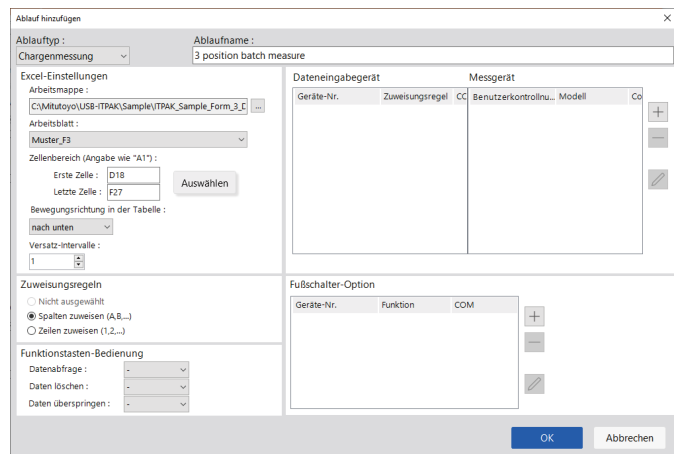 Ablauf hinzufügen
Ablauftyp :
Ablaufname :
Chargenmessung
3 position batch measure
Excel-Einstellungen
Arbeitsmappe :
C:\Mitutoyo\USB-ITPAK\Sample\ITPAK_Sample_Form_3_D
...
Arbeitsblatt :
Muster_F3
Zellenbereich (Angabe wie "A1") :
Erste Zelle :
D18
Letzte Zelle :
F27
Auswählen
Bewegungsrichtung in der Tabelle :
nach unten
Versatz-Intervalle :
1
Dateneingabegerät
Messgerät
Geräte-Nr.
Zuweisungsregel
CC
Benutzerkontrollnu...
Modell
Co
Zuweisungsregeln
Nicht ausgewählt
Spalten zuweisen (A,B,...)
Zeilen zuweisen (1,2,...)
Fußschalter-Option
Geräte-Nr.
Funktion
COM
Funktionstasten-Bedienung
Datenabfrage :
-
Daten löschen :
-
Daten überspringen :
-
OK
Abbrechen